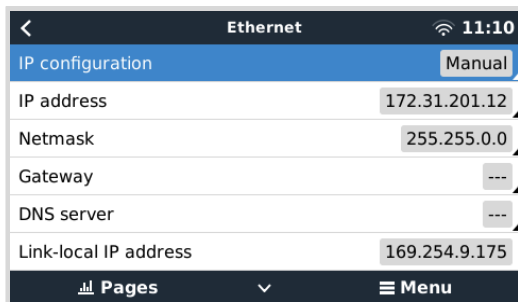 Ethernet 11:10
IP configuration Manual
IP address 172.31.201.12
Netmask 255.255.0.0
Gateway ---
DNS server ---
Link-local IP address 169.254.9.175
Pages Menu